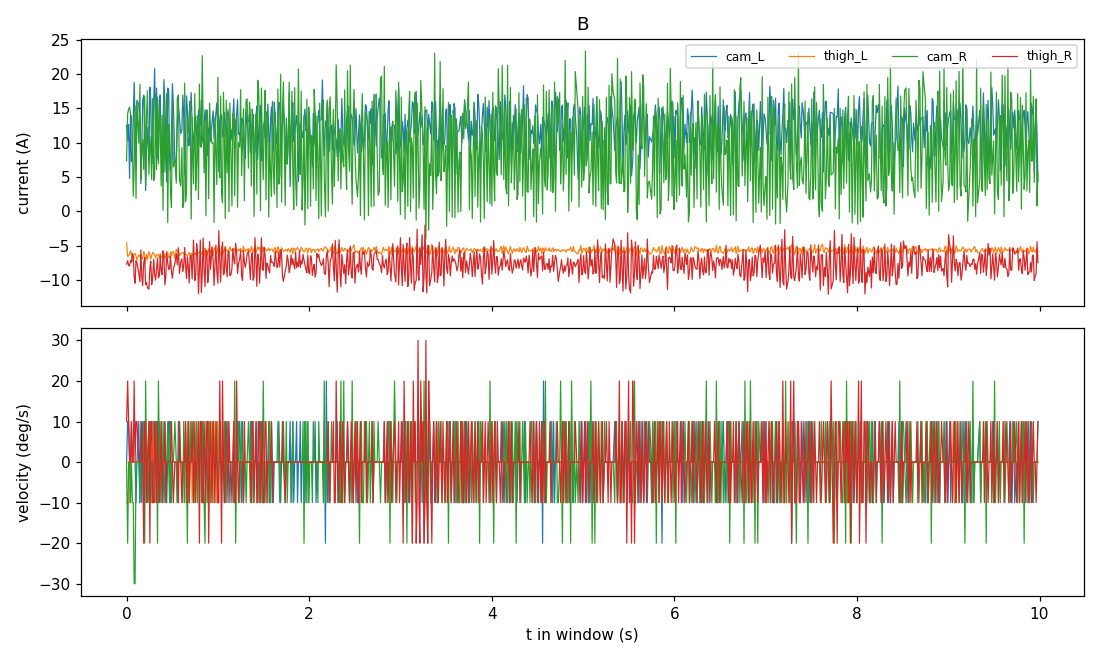 B
25
20
15
10
5
0
−5
−10
current (A)
cam_L thigh_L cam_R thigh_R
30
20
10
0
−10
−20
−30
velocity (deg/s)
0 2 4 6 8 10
t in window (s)